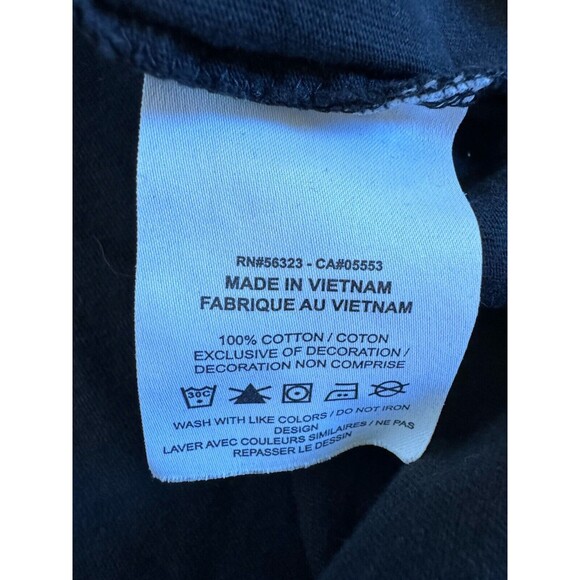 RN#56323 - CA#05553
MADE IN VIETNAM
FABRIQUE AU VIETNAM
100% COTTON / COTON
EXCLUSIVE OF DECORATION /
DECORATION NON COMPRISE
30C
WASH WITH LIKE COLORS / DO NOT IRON
DESIGN
LAVER AVEC COULEURS SIMILAIRES / NE PAS
REPASSER LE DESSIN